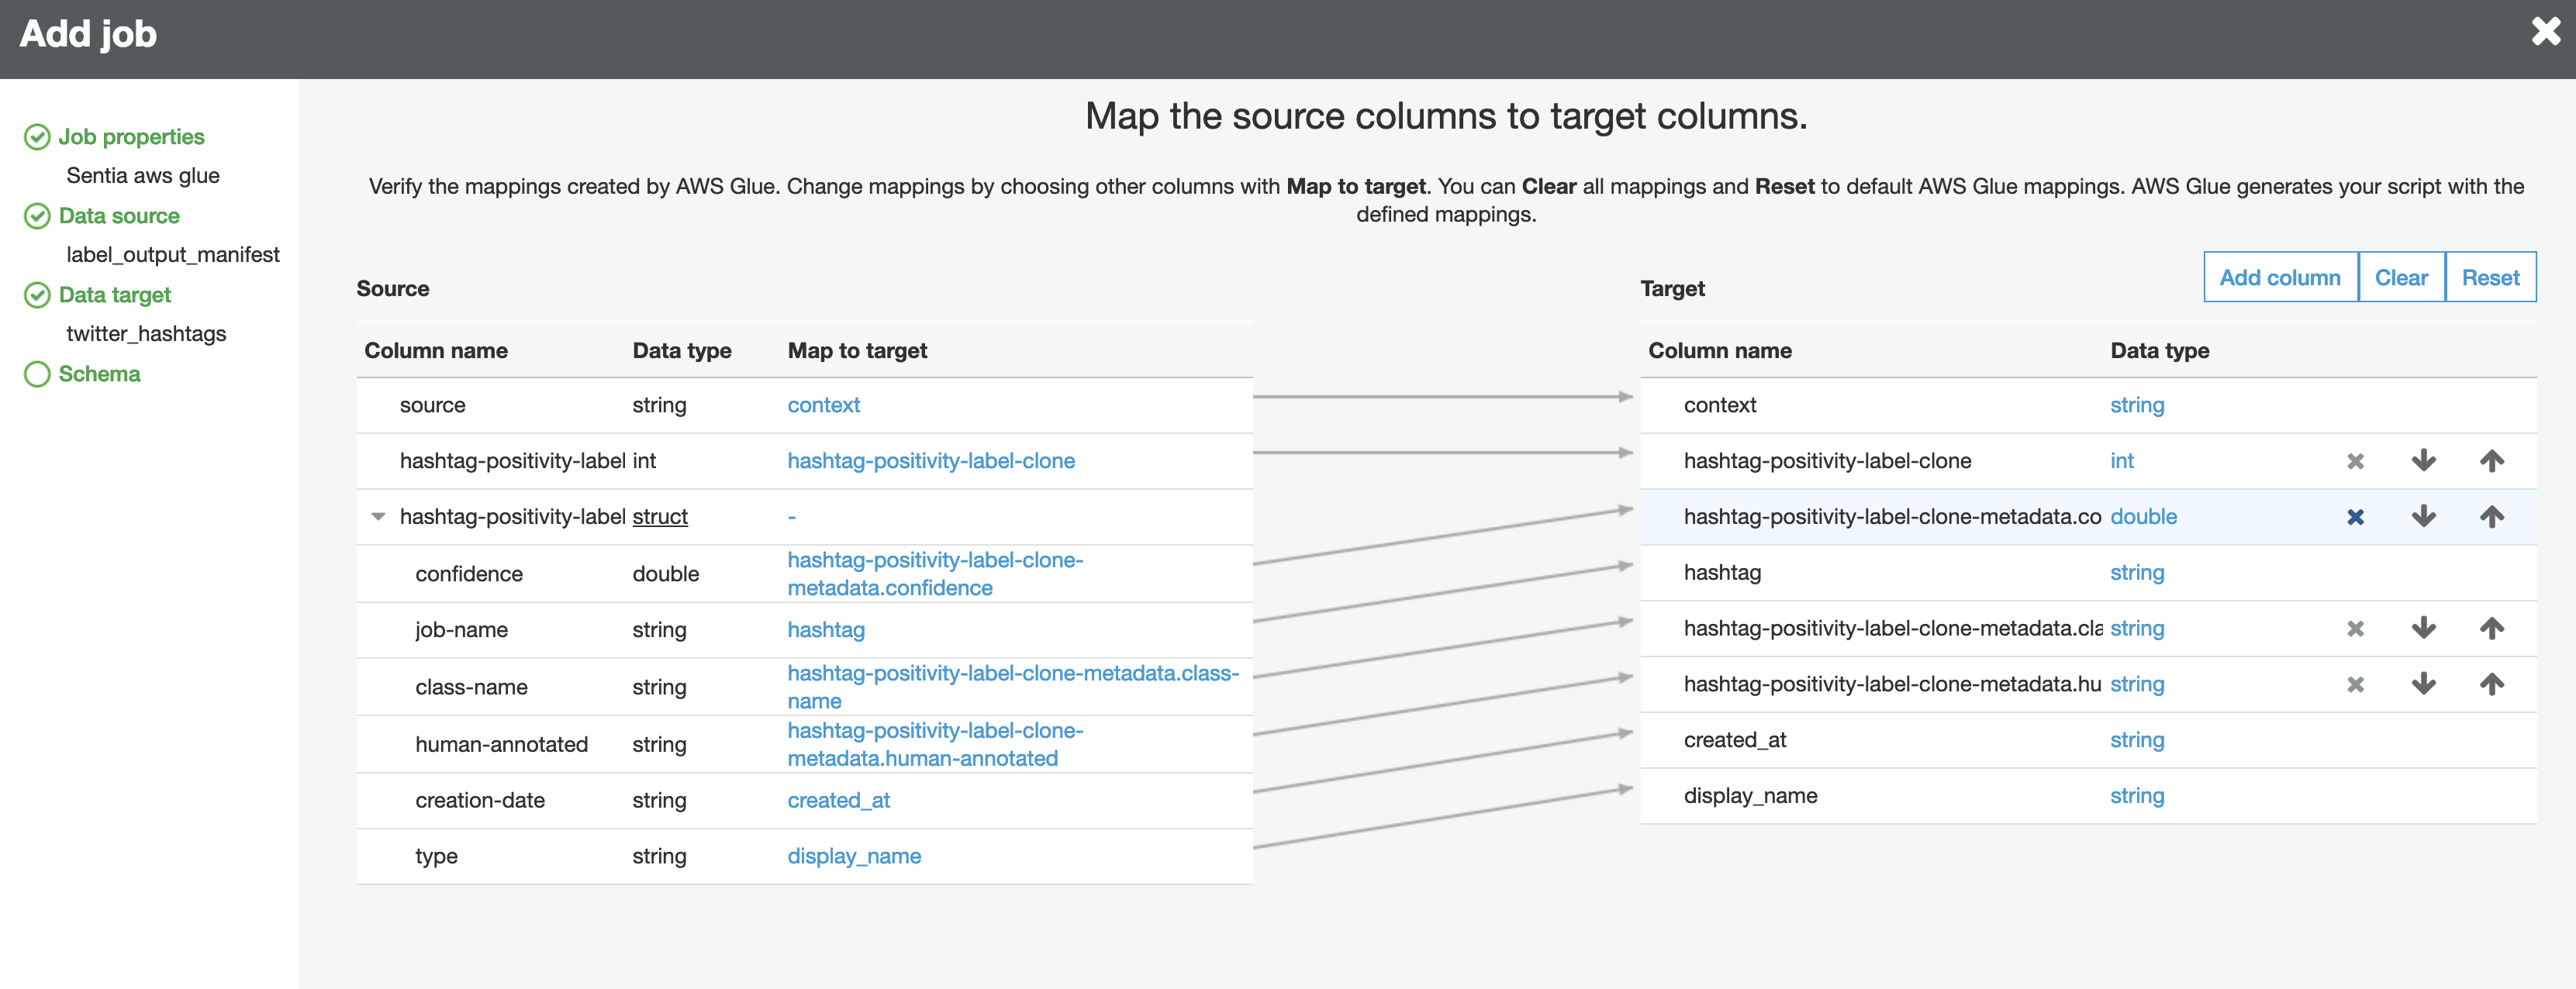 Add job
Job properties
Sentia aws glue
Data source
label_output_manifest
Data target
twitter_hashtags
Schema
Map the source columns to target columns.
Verify the mappings created by AWS Glue. Change mappings by choosing other columns with Map to target. You can Clear all mappings and Reset to default AWS Glue mappings. AWS Glue generates your script with the
defined mappings.
Add column Clear Reset
Source
Column name Data type Map to target
source string context
hashtag-positivity-label int hashtag-positivity-label-clone
hashtag-positivity-label struct -
confidence double hashtag-positivity-label-clone-
metadata.confidence
job-name string hashtag
class-name string hashtag-positivity-label-clone-metadata.class-
name
human-annotated string hashtag-positivity-label-clone-
metadata.human-annotated
creation-date string created_at
type string display_name
Target
Column name Data type
context string
hashtag-positivity-label-clone int
hashtag-positivity-label-clone-metadata.co double
hashtag string
hashtag-positivity-label-clone-metadata.cla string
hashtag-positivity-label-clone-metadata.hu string
created_at string
display_name string